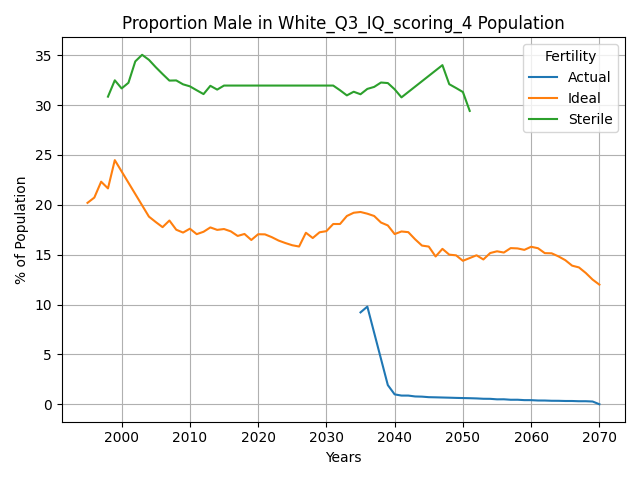 Proportion Male in White_Q3_IQ_scoring_4 Population
% of Population
35
30
25
20
15
10
5
0
Fertility
Actual
Ideal
Sterile
2000 2010 2020 2030 2040 2050 2060 2070
Years